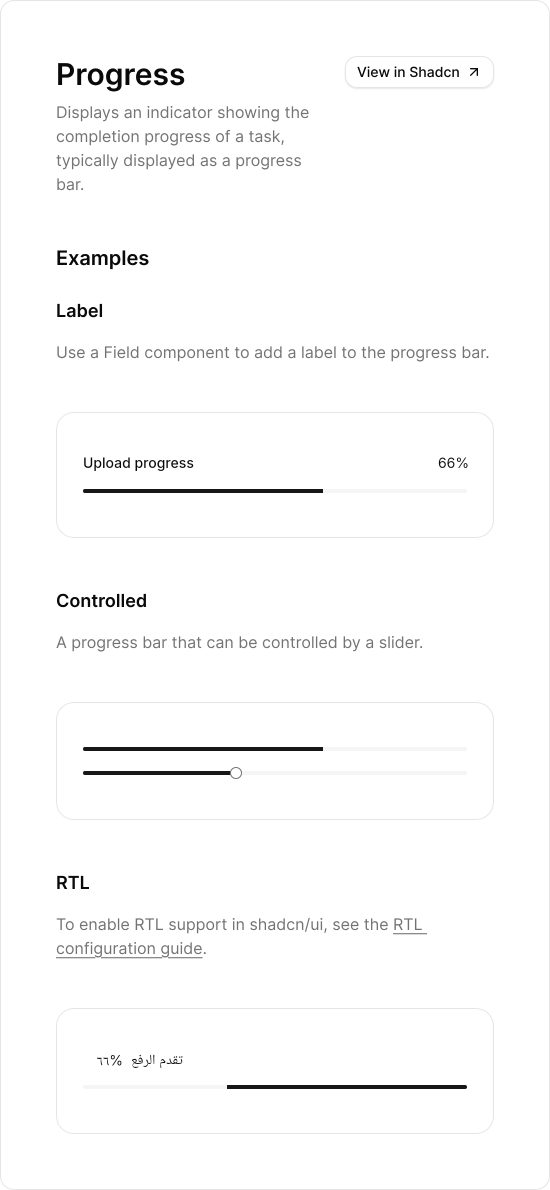 Progress
View in Shadcn
Displays an indicator showing the
completion progress of a task,
typically displayed as a progress
bar.
Examples
Label
Use a Field component to add a label to the progress bar.
Upload progress
66%
Controlled
A progress bar that can be controlled by a slider.
RTL
To enable RTL support in shadcn/ui, see the RTL
configuration guide.
تقدم الرفع
٦٦%